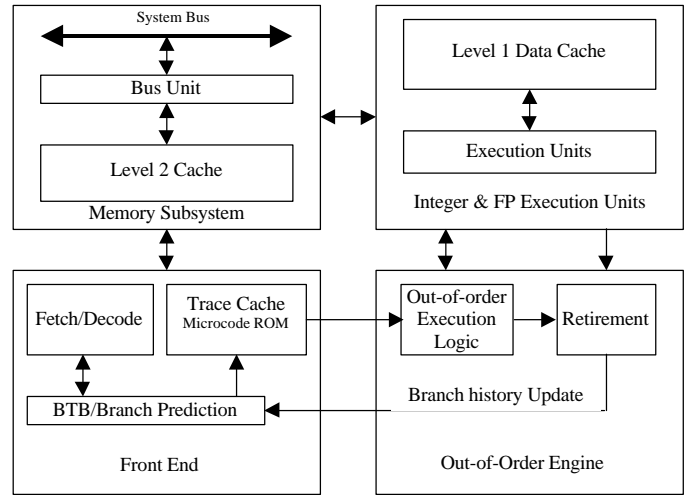 System Bus
Bus Unit
Level 2 Cache
Memory Subsystem
Level 1 Data Cache
Execution Units
Integer & FP Execution Units
Fetch/Decode
Trace Cache
Microcode ROM
BTB/Branch Prediction
Front End
Out-of-order
Execution
Logic
Retirement
Branch history Update
Out-of-Order Engine